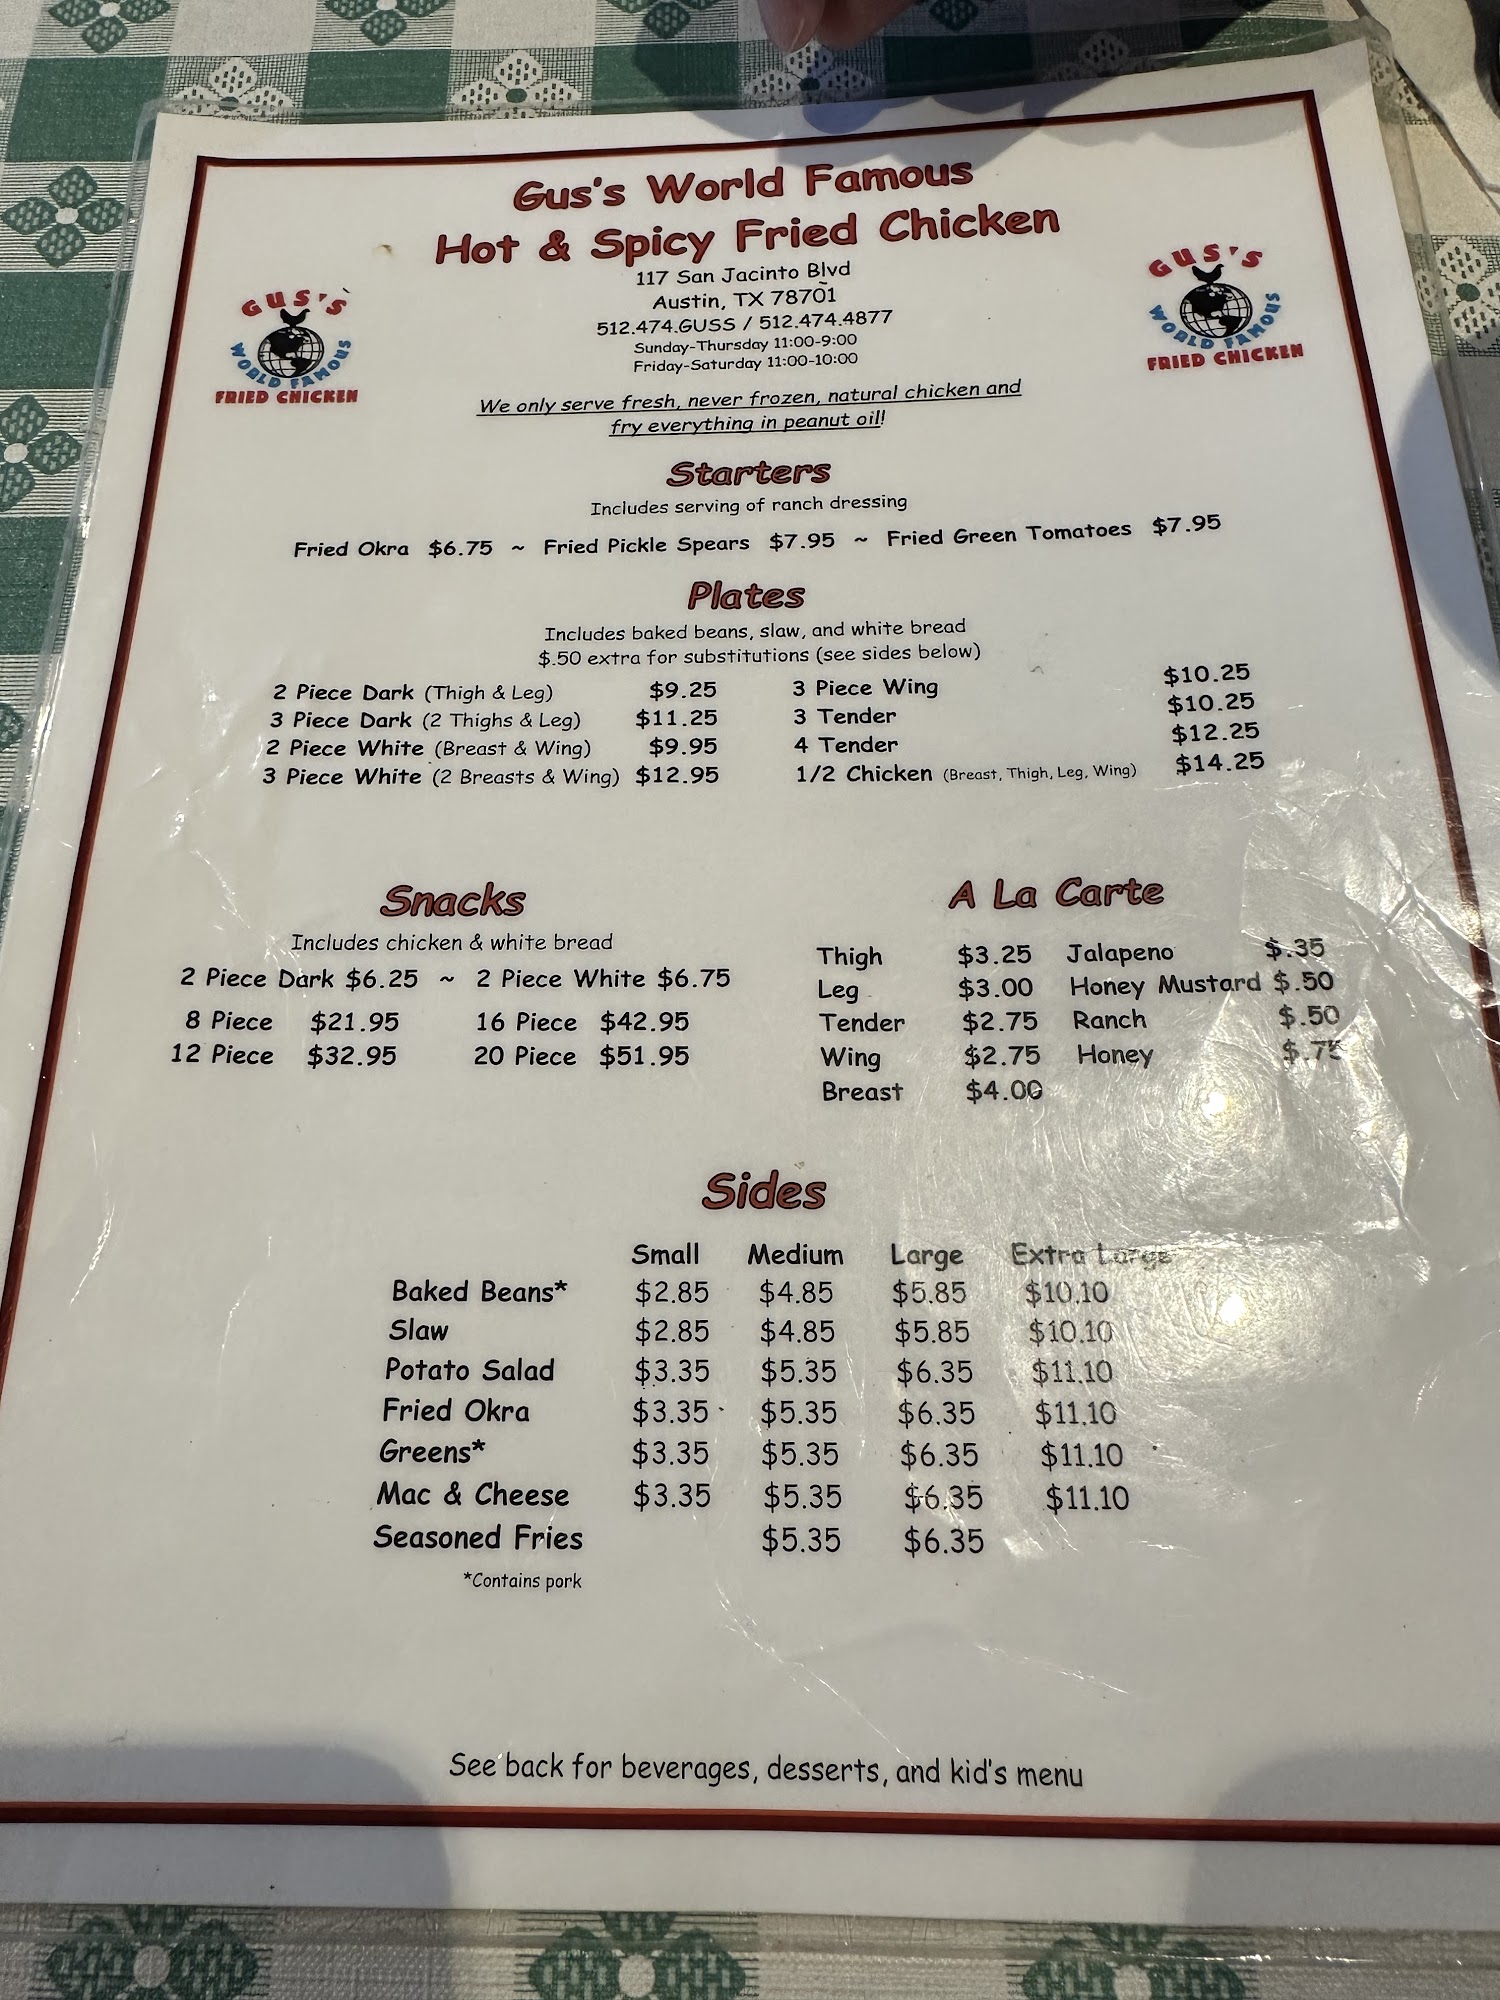 Gus's World Famous
Hot & Spicy Fried Chicken
117 San Jacinto Blvd
Austin, TX 78701
512.474.GUSS / 512.474.4877
Sunday-Thursday 11:00-9:00
Friday-Saturday 11:00-10:00
GUS'S
WORLD FAMOUS
FRIED CHICKEN
GUS'S
WORLD FAMOUS
FRIED CHICKEN
We only serve fresh, never frozen, natural chicken and
fry everything in peanut oil!
Starters
Includes serving of ranch dressing
Fried Okra $6.75 ~ Fried Pickle Spears $7.95 ~ Fried Green Tomatoes $7.95
Plates
Includes baked beans, slaw, and white bread
$.50 extra for substitutions (see sides below)
2 Piece Dark (Thigh & Leg) $9.25
3 Piece Dark (2 Thighs & Leg) $11.25
2 Piece White (Breast & Wing) $9.95
3 Piece White (2 Breasts & Wing) $12.95
3 Piece Wing $10.25
3 Tender $10.25
4 Tender $12.25
1/2 Chicken (Breast, Thigh, Leg, Wing) $14.25
Snacks
Includes chicken & white bread
2 Piece Dark $6.25 ~ 2 Piece White $6.75
8 Piece $21.95 16 Piece $42.95
12 Piece $32.95 20 Piece $51.95
A La Carte
Thigh $3.25 Jalapeno $.35
Leg $3.00 Honey Mustard $.50
Tender $2.75 Ranch $.50
Wing $2.75 Honey $.75
Breast $4.00
Sides
Small Medium Large Extra Large
Baked Beans* $2.85 $4.85 $5.85 $10.10
Slaw $2.85 $4.85 $5.85 $10.10
Potato Salad $3.35 $5.35 $6.35 $11.10
Fried Okra $3.35 $5.35 $6.35 $11.10
Greens* $3.35 $5.35 $6.35 $11.10
Mac & Cheese $3.35 $5.35 $6.35 $11.10
Seasoned Fries $5.35 $6.35
*Contains pork
See back for beverages, desserts, and kid's menu